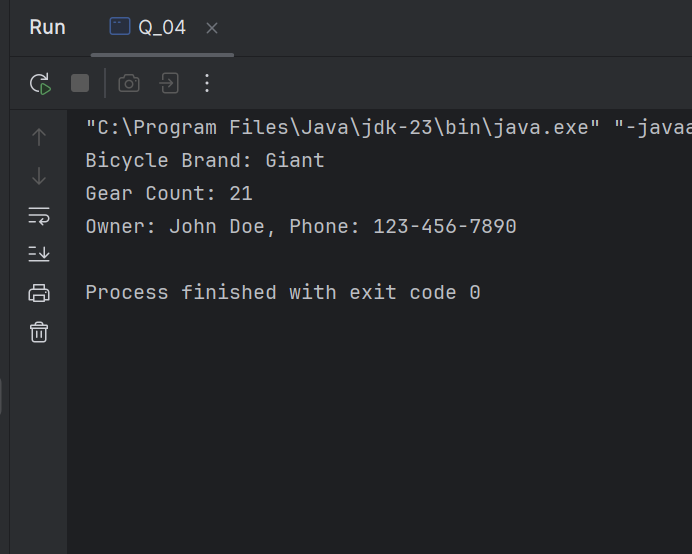 Run Q_04
"C:\Program Files\Java\jdk-23\bin\java.exe" "-java
Bicycle Brand: Giant
Gear Count: 21
Owner: John Doe, Phone: 123-456-7890
Process finished with exit code 0